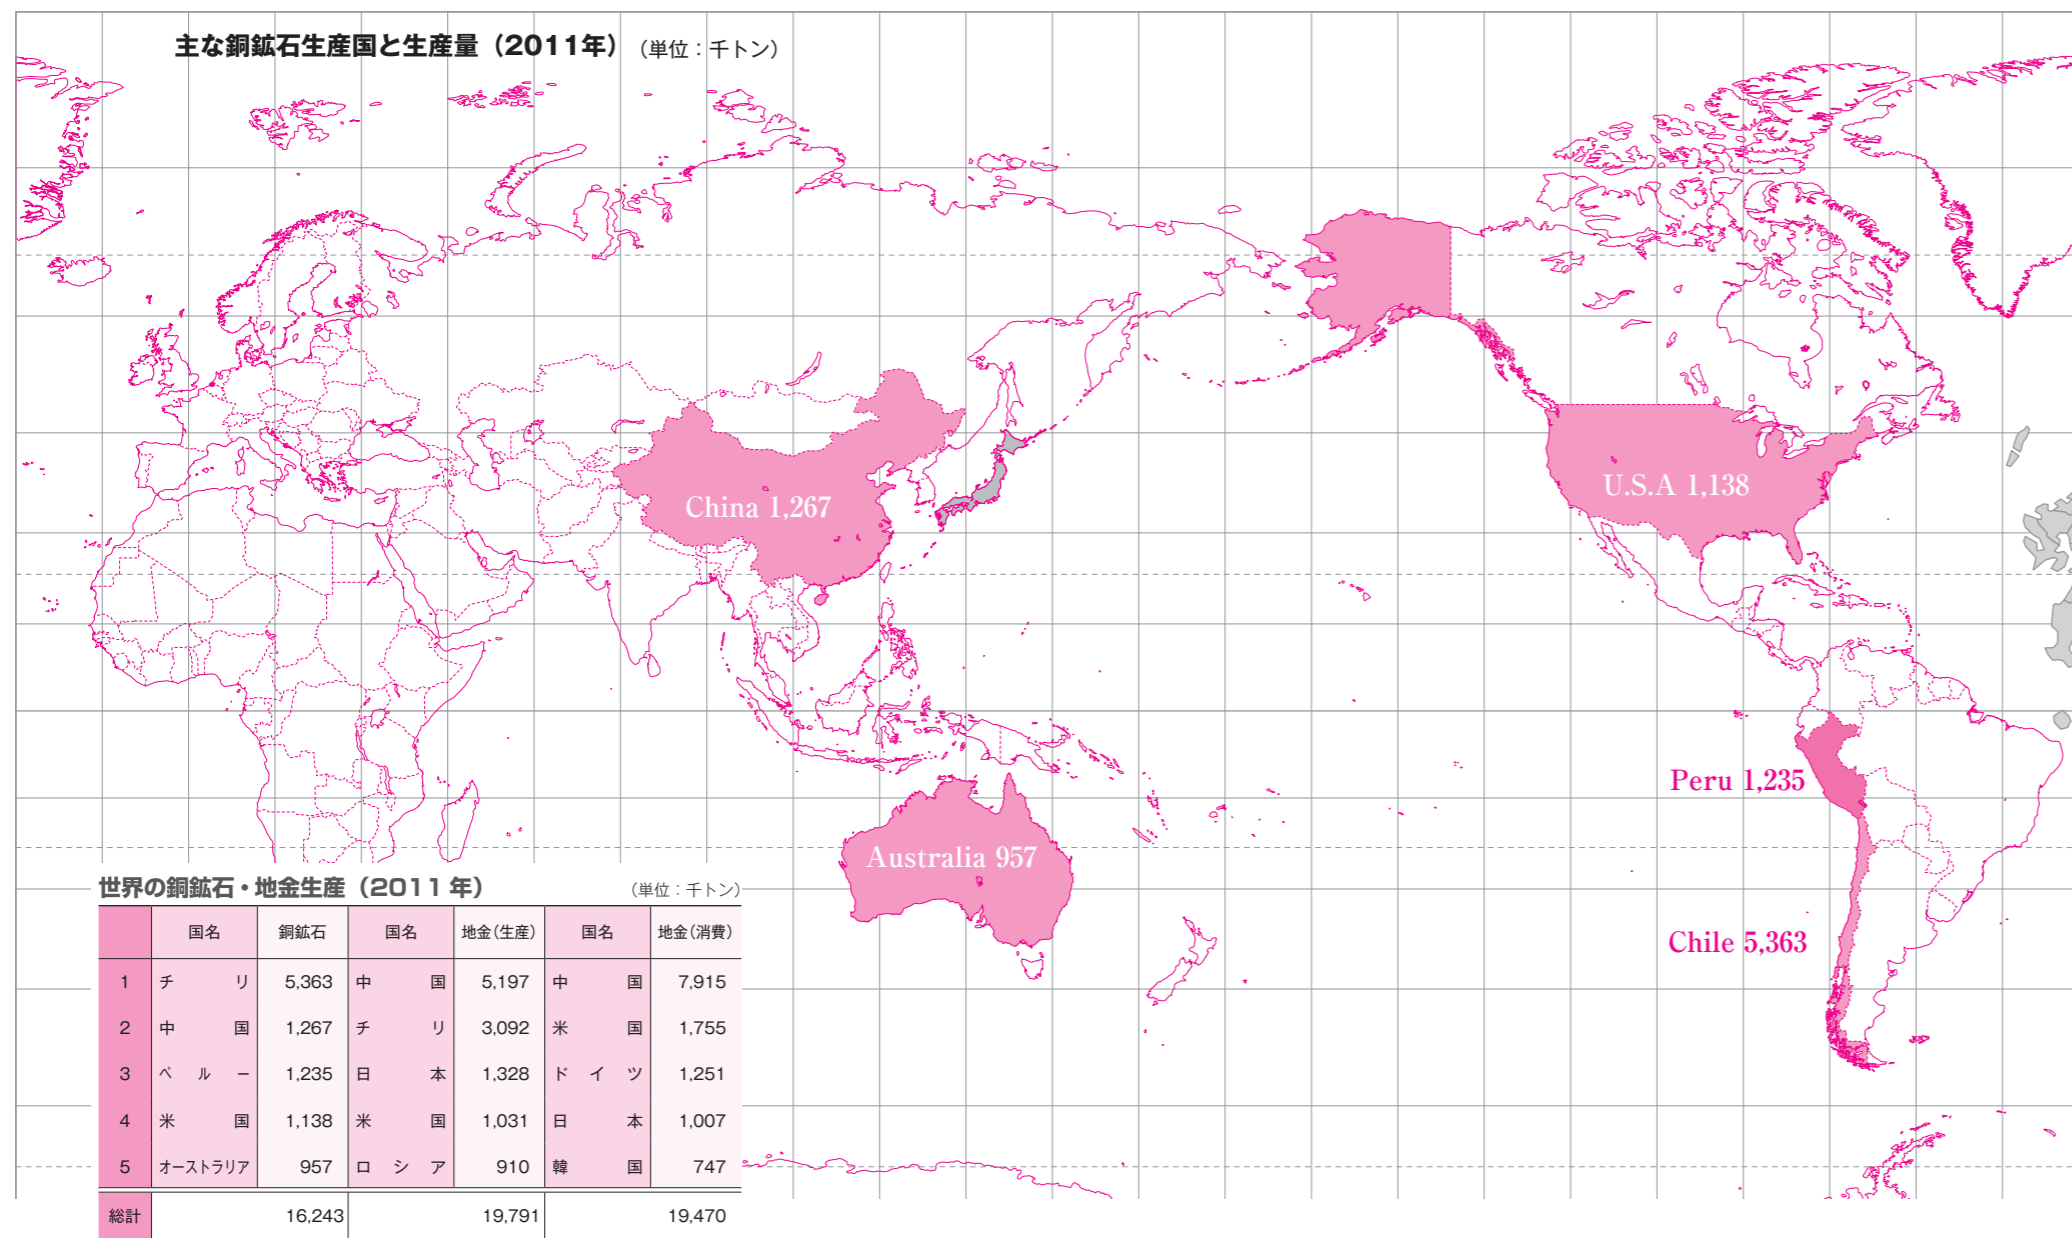 主な銅鉱石生産国と生産量（2011年）（単位：千トン）
China 1,267
U.S.A 1,138
Peru 1,235
Australia 957
Chile 5,363
世界の銅鉱石・地金生産（2011年）（単位：千トン）
国名 銅鉱石 国名 地金（生産） 国名 地金（消費）
1 チリ 5,363 中国 5,197 中国 7,915
2 中国 1,267 チリ 3,092 米国 1,755
3 ペルー 1,235 日本 1,328 ドイツ 1,251
4 米国 1,138 米国 1,031 日本 1,007
5 オーストラリア 957 ロシア 910 韓国 747
総計 16,243 19,791 19,470